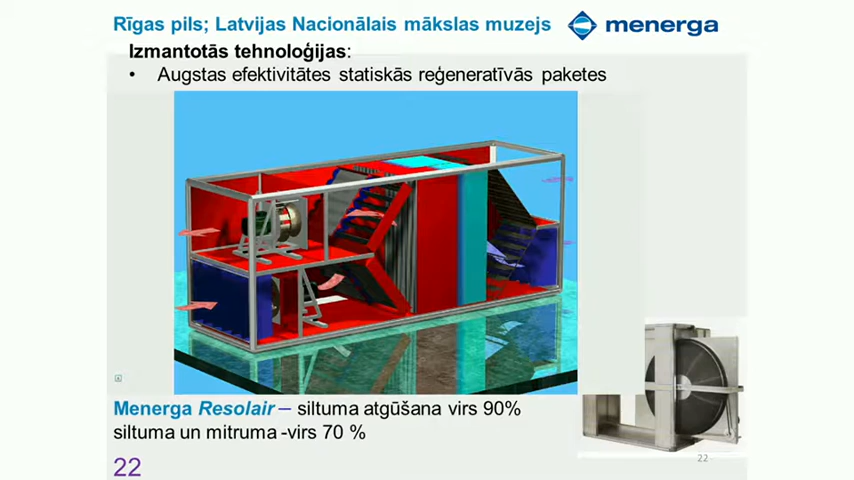 Rīgas pils; Latvijas Nacionālais mākslas muzejs
menerga
Izmantotās tehnoloģijas:
• Augstas efektivitātes statiskās reģeneratīvās paketes
Menerga Resolair – siltuma atgūšana virs 90%
siltuma un mitruma -virs 70 %
22
22